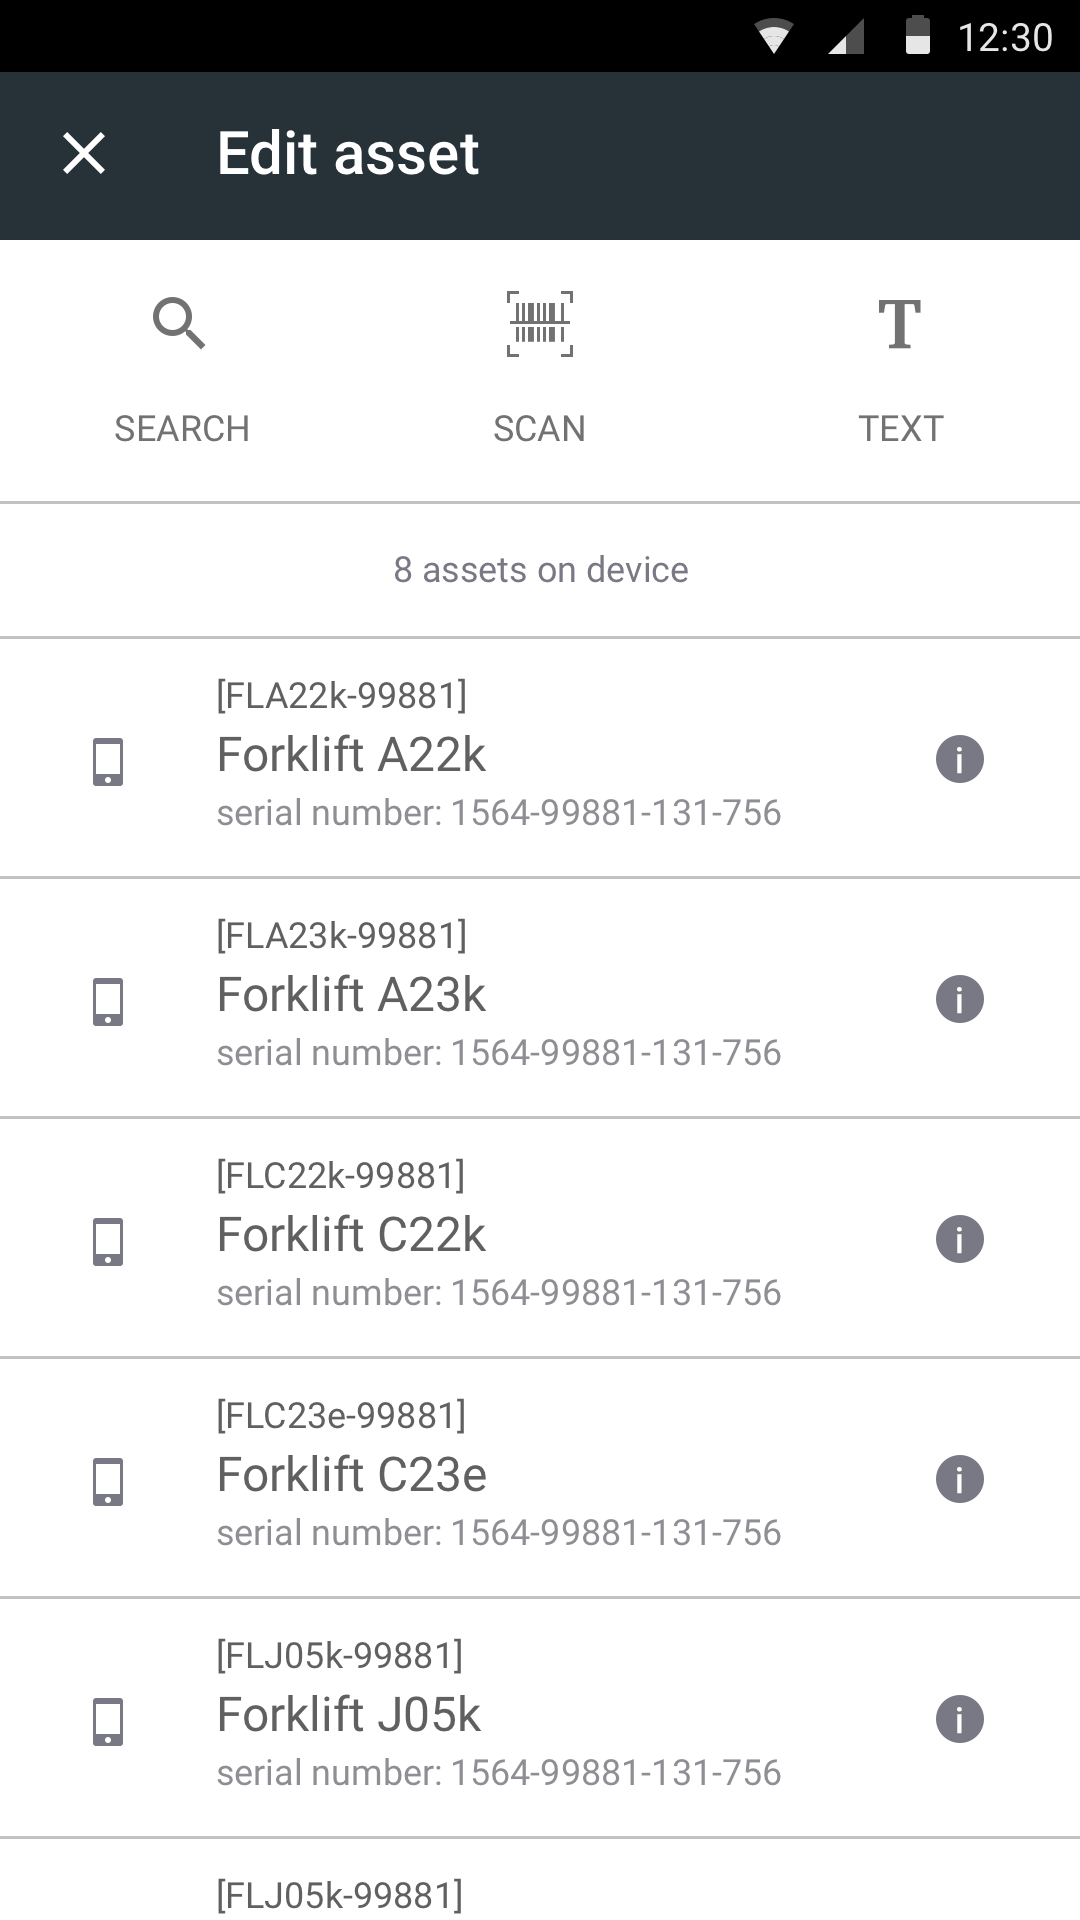 12:30
Edit asset
SEARCH SCAN TEXT
8 assets on device
[FLA22k-99881]
Forklift A22k
serial number: 1564-99881-131-756
[FLA23k-99881]
Forklift A23k
serial number: 1564-99881-131-756
[FLC22k-99881]
Forklift C22k
serial number: 1564-99881-131-756
[FLC23e-99881]
Forklift C23e
serial number: 1564-99881-131-756
[FLJ05k-99881]
Forklift J05k
serial number: 1564-99881-131-756
[FLJ05k-99881]